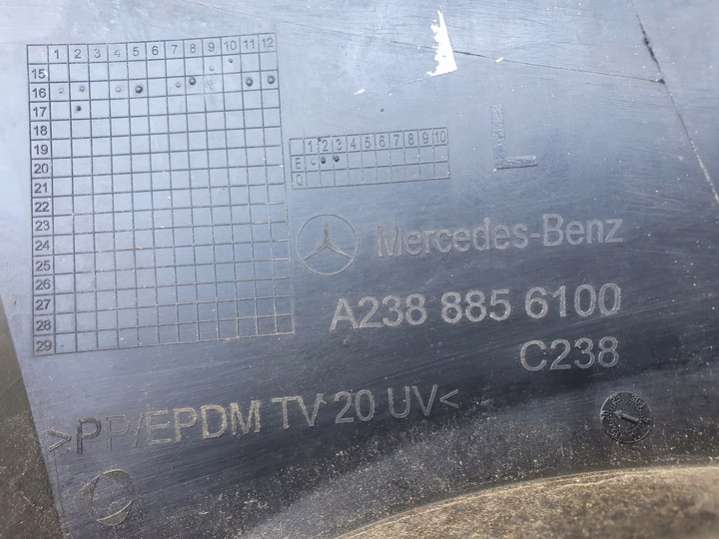 1 2 3 4 5 6 7 8 9 10 11 12
15
16
17
18
19
20
21
22
23
24
25
26
27
28
29
1 2 3 4 5 6 7 8 9 10
E
L
Mercedes-Benz
A238 885 6100
C238
>PP/EPDM TV 20 UV<